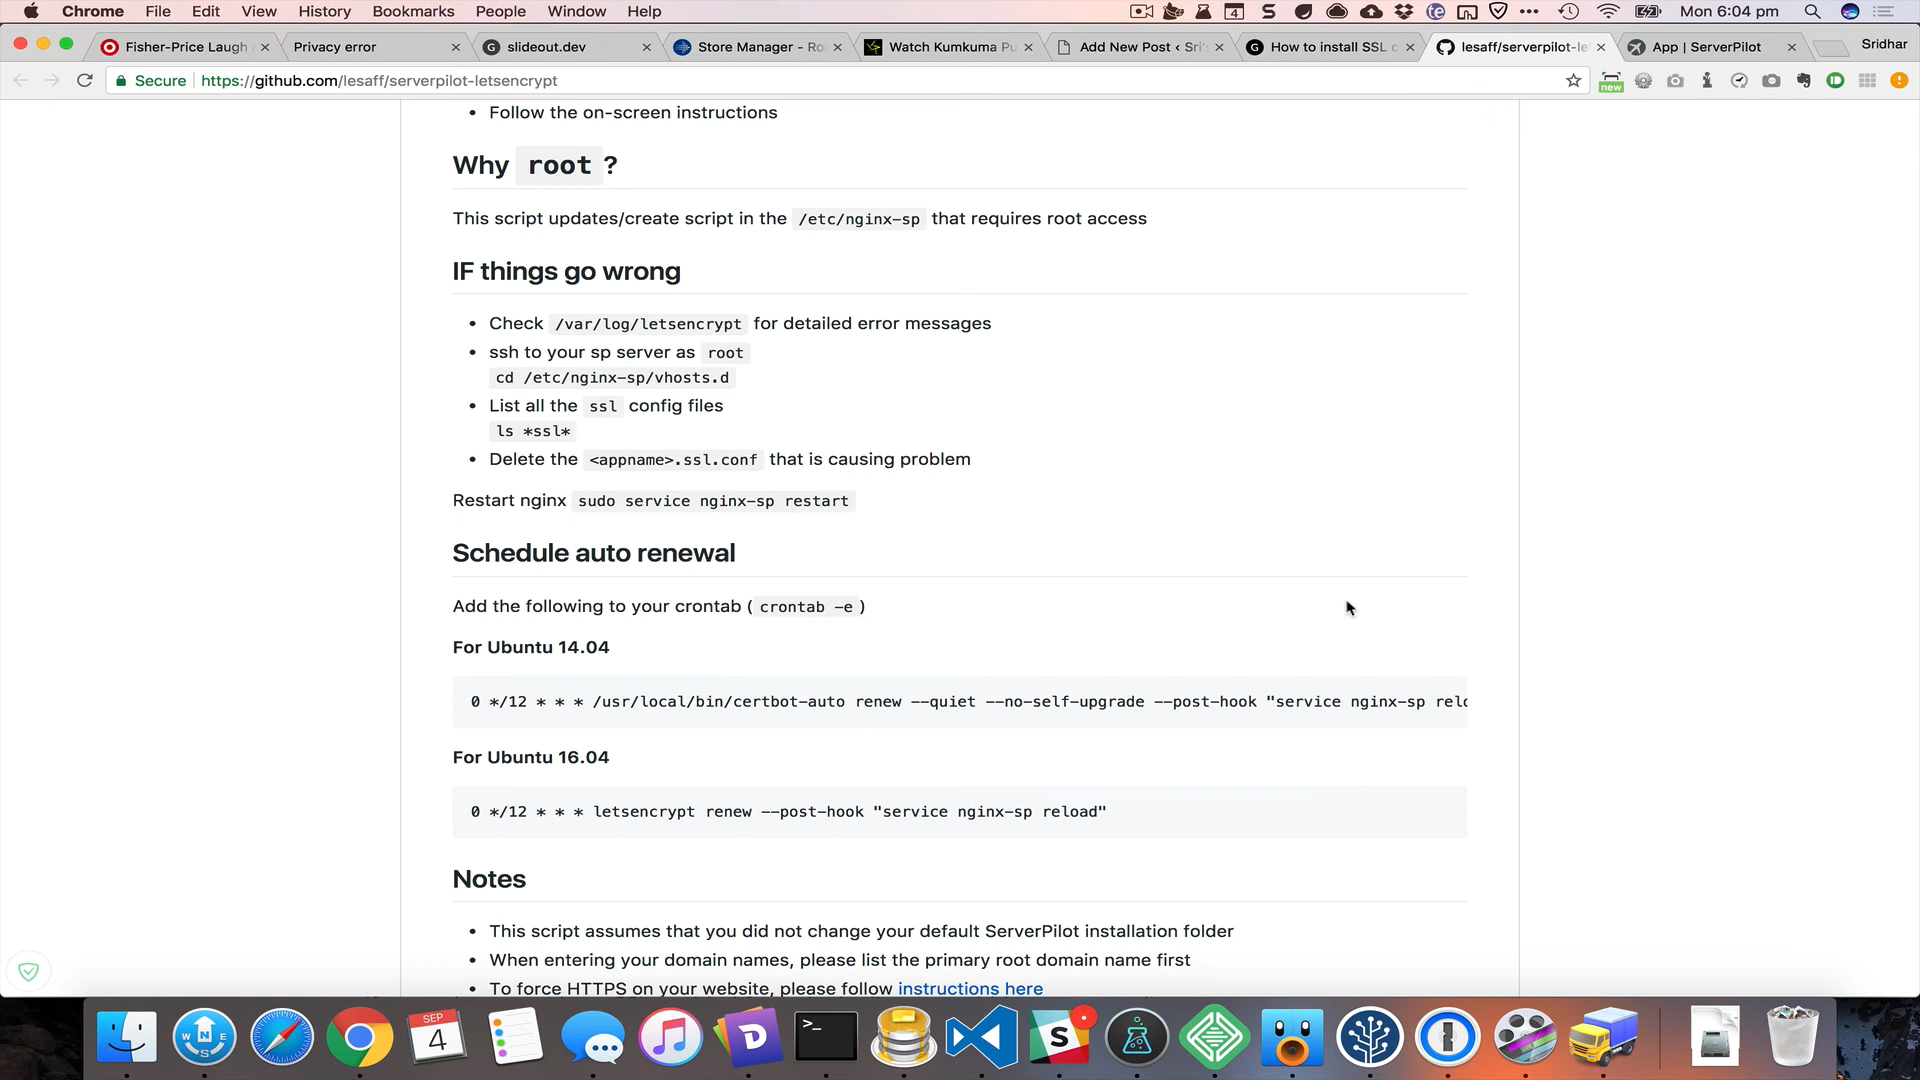 Chrome File Edit View History Bookmarks People Window Help
4
Mon 6:04 pm
Fisher-Price Laugh
Privacy error
slideout.dev
Store Manager - Ro
Watch Kumkuma Pu
Add New Post ‹ Sri's
How to install SSL c
lesaff/serverpilot-let
App | ServerPilot
Sridhar
Secure https://github.com/lesaff/serverpilot-letsencrypt
new
• Follow the on-screen instructions
Why root ?
This script updates/create script in the /etc/nginx-sp that requires root access
IF things go wrong
• Check /var/log/letsencrypt for detailed error messages
• ssh to your sp server as root
cd /etc/nginx-sp/vhosts.d
• List all the ssl config files
ls *ssl*
• Delete the <appname>.ssl.conf that is causing problem
Restart nginx sudo service nginx-sp restart
Schedule auto renewal
Add the following to your crontab ( crontab -e )
For Ubuntu 14.04
0 */12 * * * /usr/local/bin/certbot-auto renew --quiet --no-self-upgrade --post-hook "service nginx-sp relo
For Ubuntu 16.04
0 */12 * * * letsencrypt renew --post-hook "service nginx-sp reload"
Notes
• This script assumes that you did not change your default ServerPilot installation folder
• When entering your domain names, please list the primary root domain name first
• To force HTTPS on your website, please follow instructions here
SEP
4